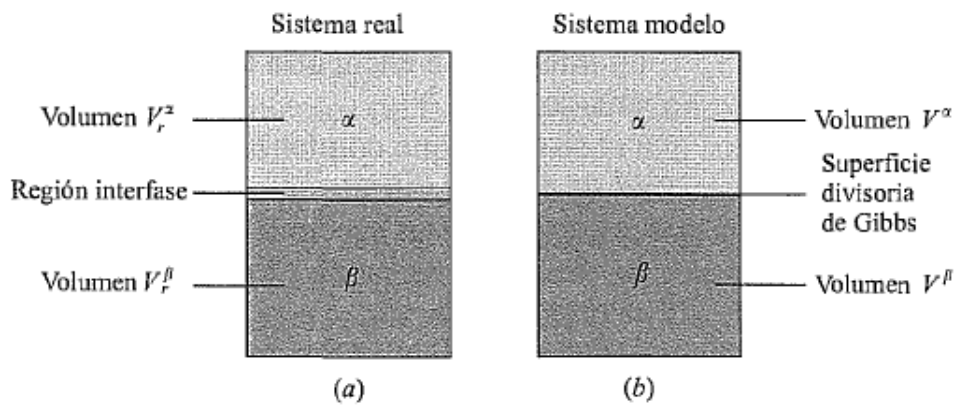 Sistema real
Sistema modelo
Volumen V_r^α
α
Región interfase
Volumen V_r^β
β
(a)
α
Volumen V^α
Superficie
divisoria
de Gibbs
β
Volumen V^β
(b)